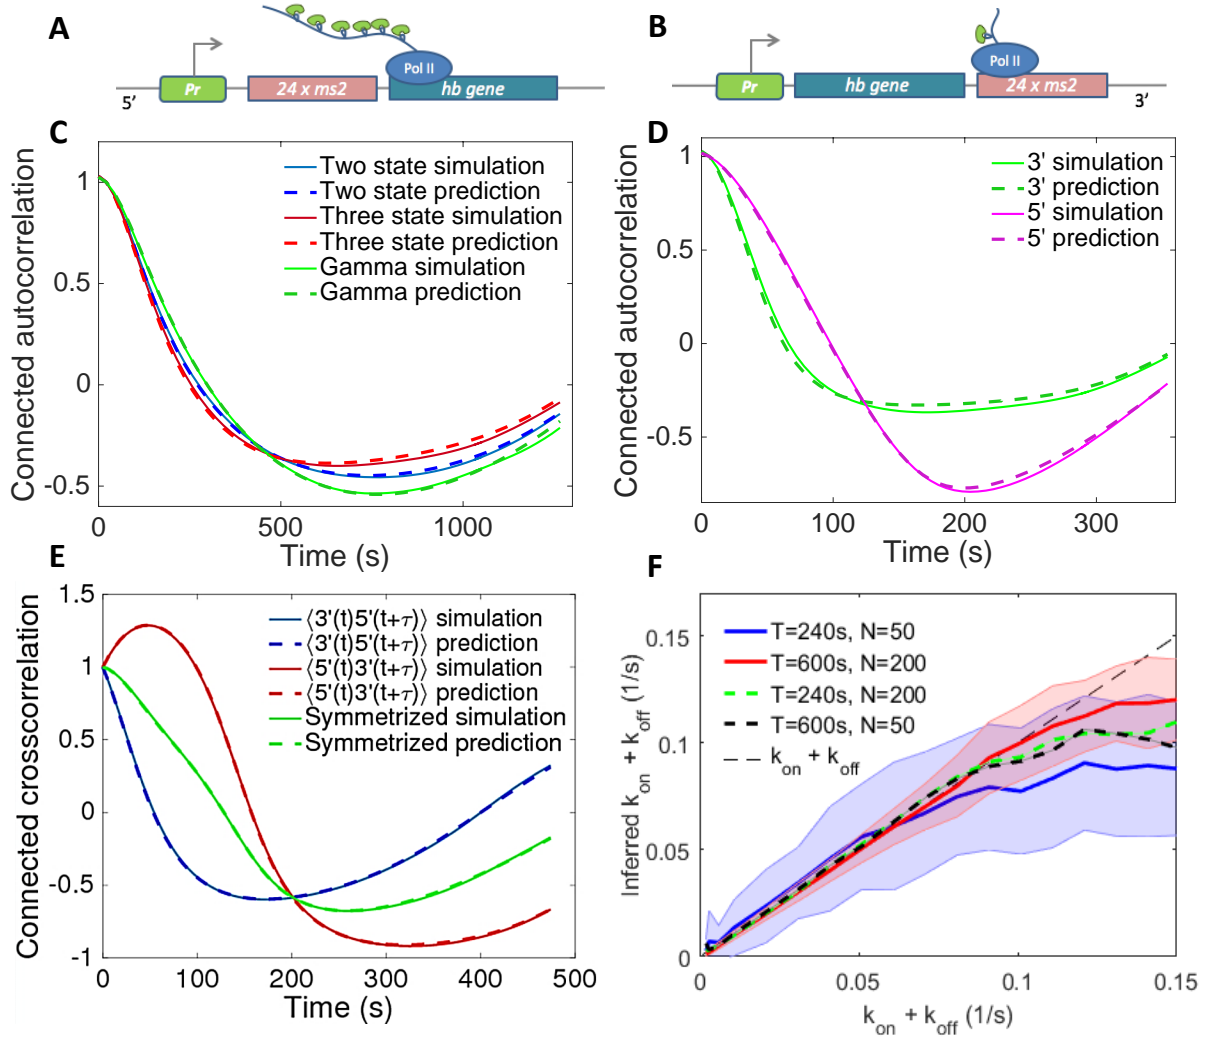 A
Pol II
Pr
24 x ms2
hb gene
5'
B
Pol II
Pr
hb gene
24 x ms2
3'
C
Connected autocorrelation
1
0.5
0
-0.5
Two state simulation
Two state prediction
Three state simulation
Three state prediction
Gamma simulation
Gamma prediction
0 500 1000
Time (s)
D
Connected autocorrelation
1
0.5
0
-0.5
3' simulation
3' prediction
5' simulation
5' prediction
0 100 200 300
Time (s)
E
Connected crosscorrelation
1.5
1
0.5
0
-0.5
-1
⟨3'(t)5'(t+τ)⟩ simulation
⟨3'(t)5'(t+τ)⟩ prediction
⟨5'(t)3'(t+τ)⟩ simulation
⟨5'(t)3'(t+τ)⟩ prediction
Symmetrized simulation
Symmetrized prediction
0 100 200 300 400 500
Time (s)
F
Inferred k_on + k_off (1/s)
0.15
0.1
0.05
0
T=240s, N=50
T=600s, N=200
T=240s, N=200
T=600s, N=50
k_on + k_off
0 0.05 0.1 0.15
k_on + k_off (1/s)